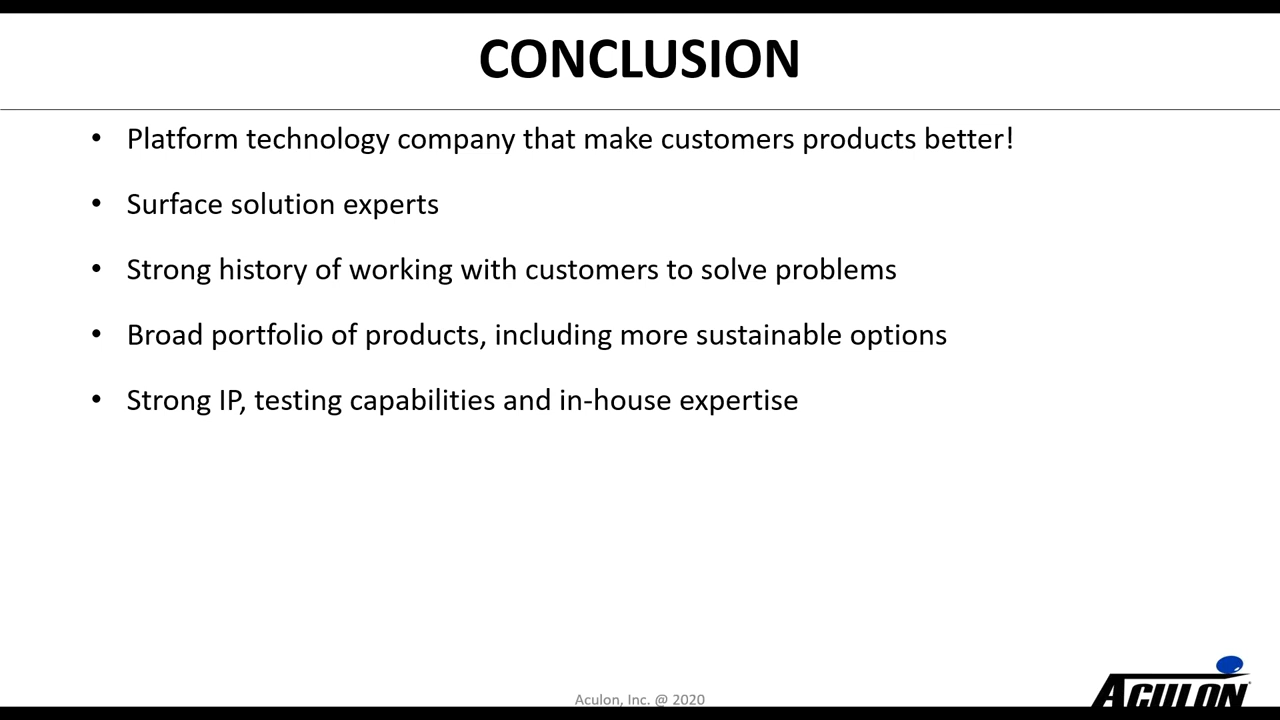 CONCLUSION
• Platform technology company that make customers products better!
• Surface solution experts
• Strong history of working with customers to solve problems
• Broad portfolio of products, including more sustainable options
• Strong IP, testing capabilities and in-house expertise
Aculon, Inc. @ 2020
ACULON